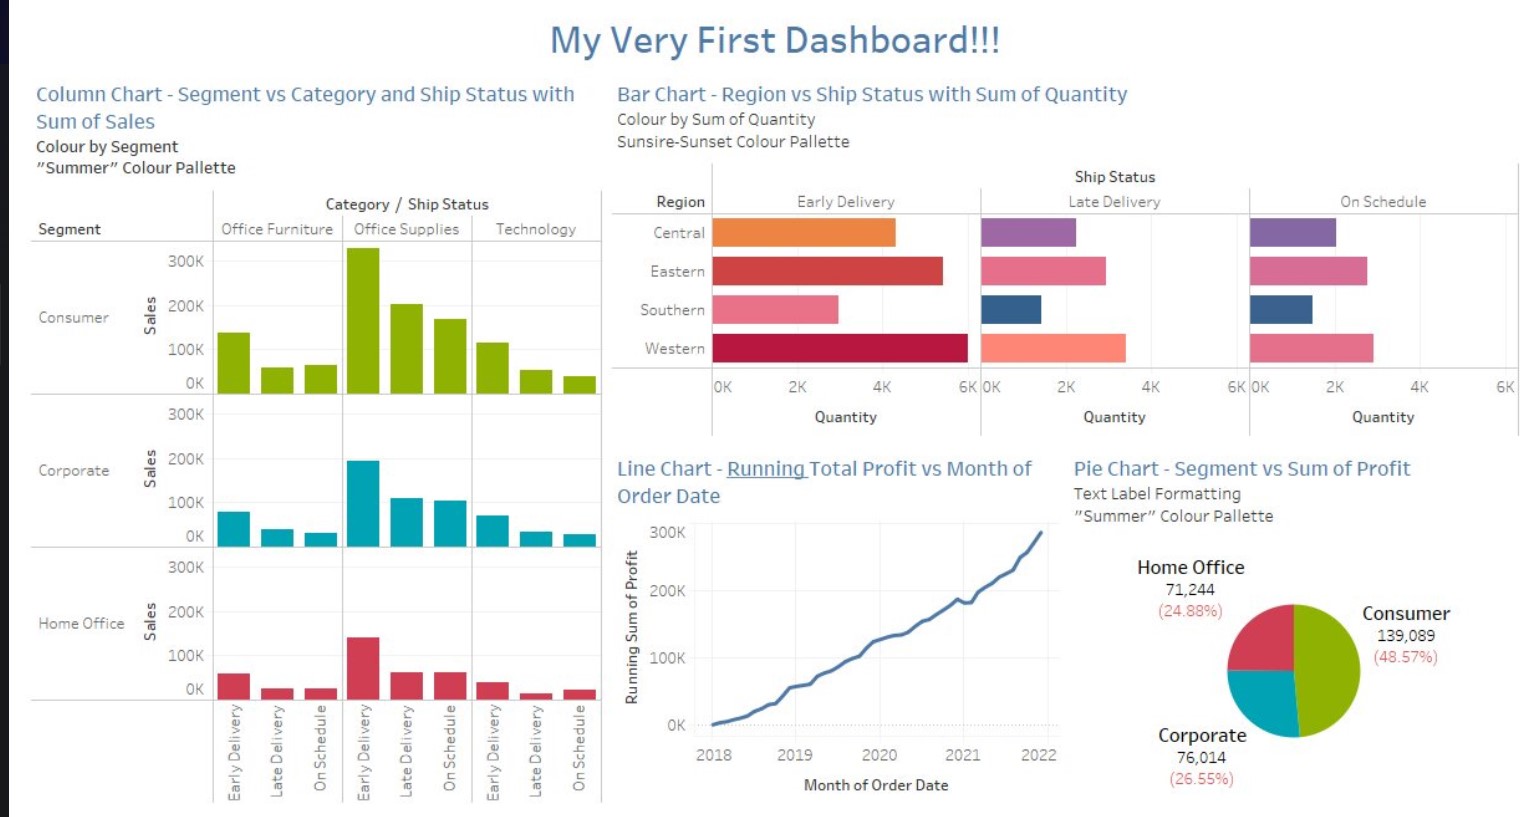 My Very First Dashboard!!!
Column Chart - Segment vs Category and Ship Status with
Sum of Sales
Colour by Segment
"Summer" Colour Pallette
Category / Ship Status
Segment
Office Furniture
Office Supplies
Technology
Consumer
Sales
300K
200K
100K
0K
Corporate
Sales
300K
200K
100K
0K
Home Office
Sales
300K
200K
100K
0K
Early Delivery
Late Delivery
On Schedule
Early Delivery
Late Delivery
On Schedule
Early Delivery
Late Delivery
On Schedule
Bar Chart - Region vs Ship Status with Sum of Quantity
Colour by Sum of Quantity
Sunsire-Sunset Colour Pallette
Ship Status
Region
Early Delivery
Late Delivery
On Schedule
Central
Eastern
Southern
Western
0K 2K 4K 6K
0K 2K 4K 6K
0K 2K 4K 6K
Quantity
Quantity
Quantity
Line Chart - Running Total Profit vs Month of
Order Date
Running Sum of Profit
300K
200K
100K
0K
2018 2019 2020 2021 2022
Month of Order Date
Pie Chart - Segment vs Sum of Profit
Text Label Formatting
"Summer" Colour Pallette
Home Office
71,244
(24.88%)
Consumer
139,089
(48.57%)
Corporate
76,014
(26.55%)